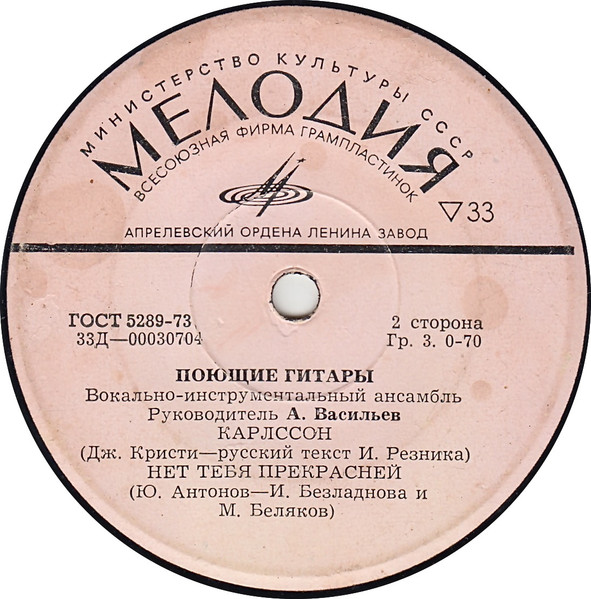 МИНИСТЕРСТВО КУЛЬТУРЫ СССР
МЕЛОДИЯ
ВСЕСОЮЗНАЯ ФИРМА ГРАМПЛАСТИНОК
▽33
АПРЕЛЕВСКИЙ ОРДЕНА ЛЕНИНА ЗАВОД
ГОСТ 5289-73
2 сторона
33Д—00030704
Гр. 3. 0-70
ПОЮЩИЕ ГИТАРЫ
Вокально-инструментальный ансамбль
Руководитель А. Васильев
КАРЛССОН
(Дж. Кристи—русский текст И. Резника)
НЕТ ТЕБЯ ПРЕКРАСНЕЙ
(Ю. Антонов—И. Безладнова и
М. Беляков)